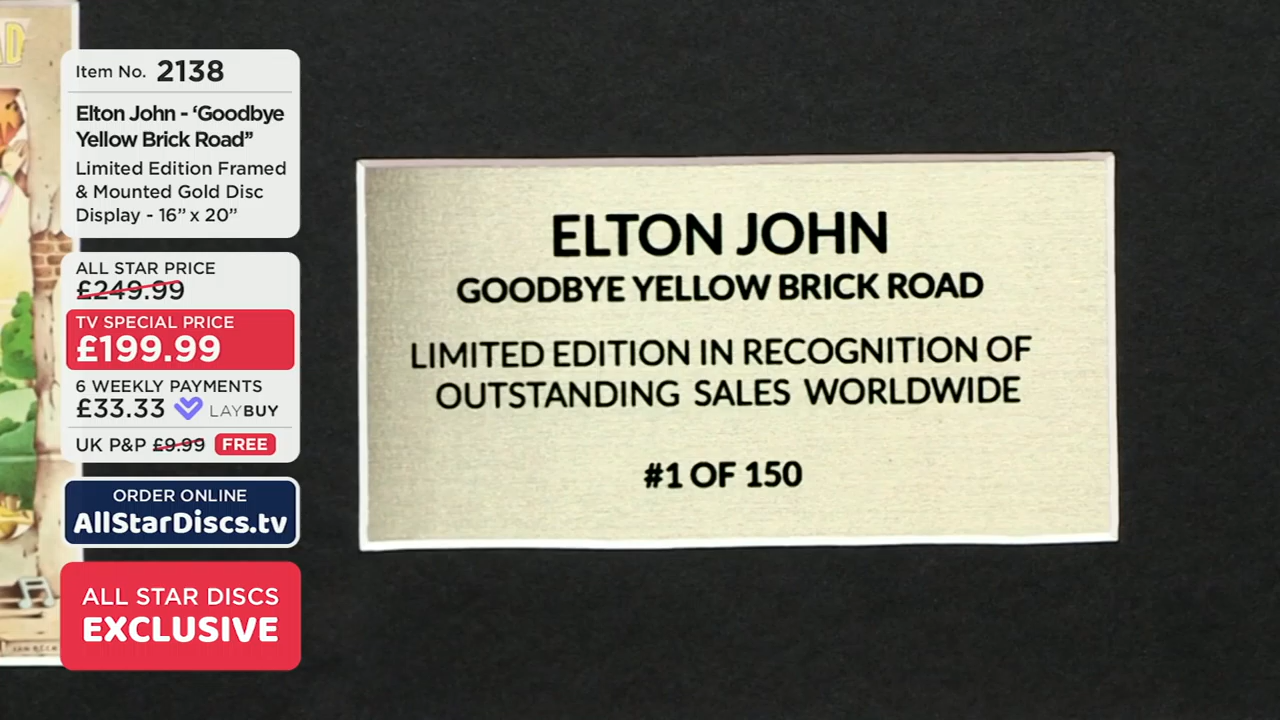 Item No. 2138
Elton John - ‘Goodbye
Yellow Brick Road”
Limited Edition Framed
& Mounted Gold Disc
Display - 16” x 20”
ALL STAR PRICE
£249.99
TV SPECIAL PRICE
£199.99
6 WEEKLY PAYMENTS
£33.33 LAYBUY
UK P&P £9.99 FREE
ORDER ONLINE
AllStarDiscs.tv
ALL STAR DISCS
EXCLUSIVE
ELTON JOHN
GOODBYE YELLOW BRICK ROAD
LIMITED EDITION IN RECOGNITION OF
OUTSTANDING SALES WORLDWIDE
#1 OF 150